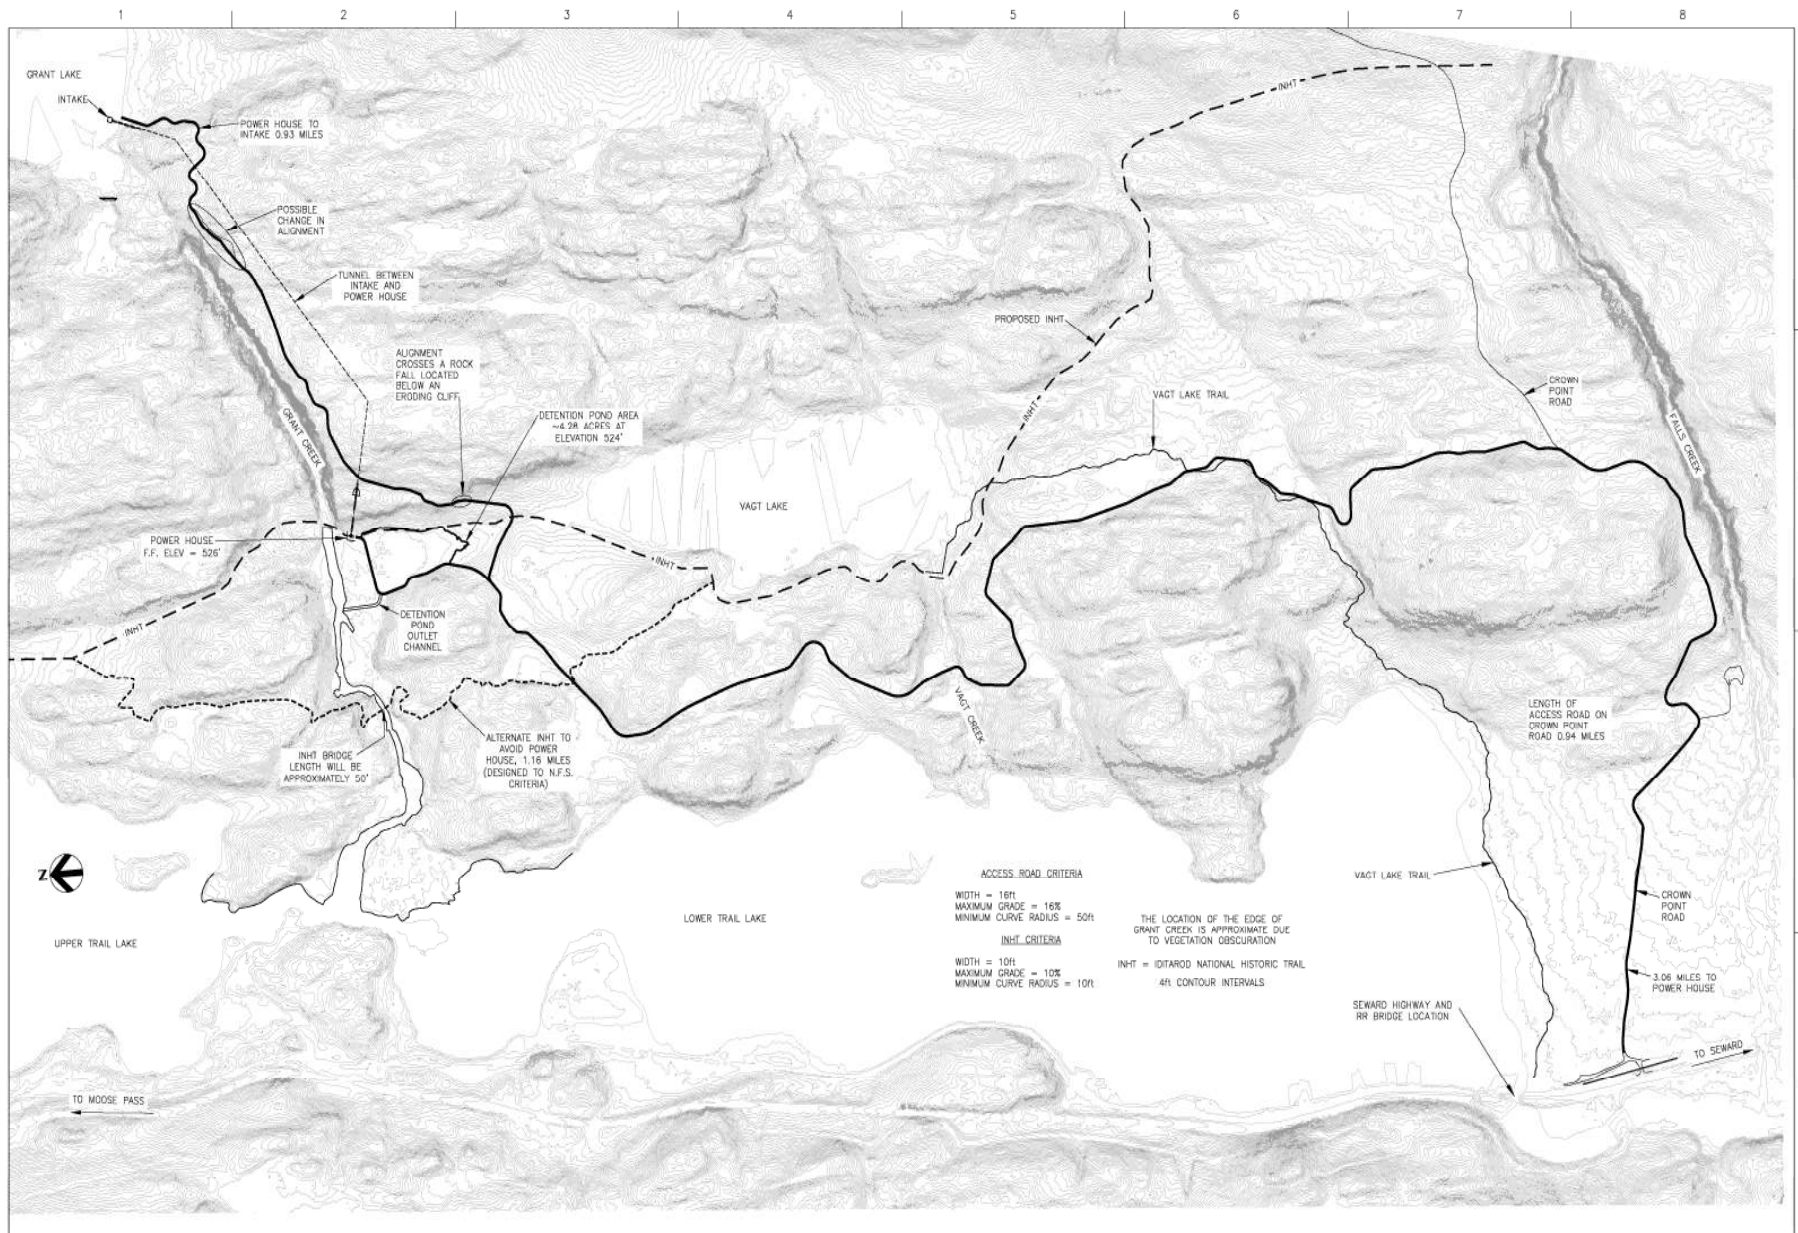 1 2 3 4 5 6 7 8
GRANT LAKE
INTAKE
POWER HOUSE TO
INTAKE 0.93 MILES
INHT
POSSIBLE
CHANGE IN
ALIGNMENT
TUNNEL BETWEEN
INTAKE AND
POWER HOUSE
PROPOSED INHT
ALIGNMENT
CROSSES A ROCK
FALL LOCATED
BELOW AN
ERODING CLIFF
CROWN
POINT
ROAD
VAGT LAKE TRAIL
GRANT CREEK
DETENTION POND AREA
~4.28 ACRES AT
ELEVATION 524'
INHT
FALLS CREEK
VAGT LAKE
POWER HOUSE
F.F. ELEV = 526'
INHT
DETENTION
POND
OUTLET
CHANNEL
INHT
VAGT CREEK
LENGTH OF
ACCESS ROAD ON
CROWN POINT
ROAD 0.94 MILES
INHT BRIDGE
LENGTH WILL BE
APPROXIMATELY 50'
ALTERNATE INHT TO
AVOID POWER
HOUSE, 1.16 MILES
(DESIGNED TO N.F.S.
CRITERIA)
Z
ACCESS ROAD CRITERIA
WIDTH = 16ft
MAXIMUM GRADE = 16%
MINIMUM CURVE RADIUS = 50ft
INHT CRITERIA
WIDTH = 10ft
MAXIMUM GRADE = 10%
MINIMUM CURVE RADIUS = 10ft
THE LOCATION OF THE EDGE OF
GRANT CREEK IS APPROXIMATE DUE
TO VEGETATION OBSCURATION
INHT = IDITAROD NATIONAL HISTORIC TRAIL
4ft CONTOUR INTERVALS
VAGT LAKE TRAIL
CROWN
POINT
ROAD
LOWER TRAIL LAKE
UPPER TRAIL LAKE
3.06 MILES TO
POWER HOUSE
SEWARD HIGHWAY AND
RR BRIDGE LOCATION
TO SEWARD
TO MOOSE PASS